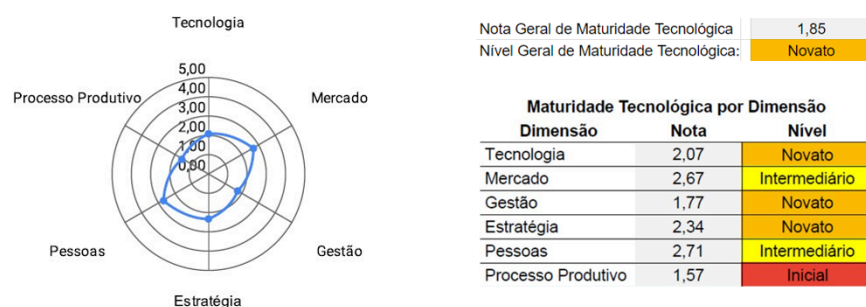 Tecnologia
5,00
4,00
3,00
2,00
1,00
0,00
Processo Produtivo
Mercado
Pessoas
Gestão
Estratégia
Nota Geral de Maturidade Tecnológica 1,85
Nível Geral de Maturidade Tecnológica: Novato
Maturidade Tecnológica por Dimensão
Dimensão Nota Nível
Tecnologia 2,07 Novato
Mercado 2,67 Intermediário
Gestão 1,77 Novato
Estratégia 2,34 Novato
Pessoas 2,71 Intermediário
Processo Produtivo 1,57 Inicial